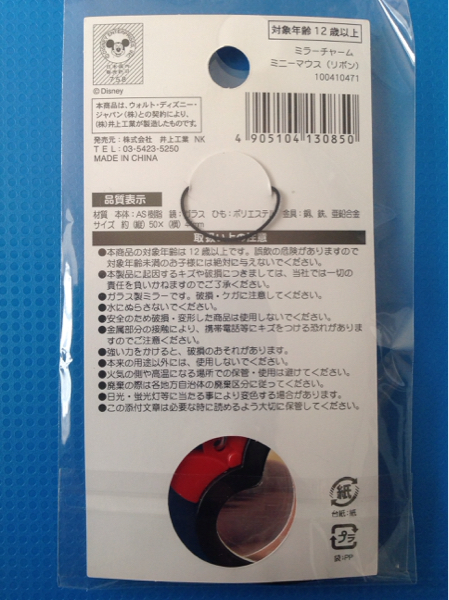 対象年齢12歳以上
ミラーチャーム
ミニーマウス(リボン)
100410471
758
©Disney
本商品は、ウォルト・ディズニー・
ジャパン(株)との契約により、
(株)井上工業が製造したものです。
発売元:株式会社 井上工業 NK
TEL:03-5423-5250
MADE IN CHINA
4 905104 130850
品質表示
材質 本体:AS樹脂 鏡:ガラス ひも:ポリエステル 金具:銅、鉄、亜鉛合金
サイズ 約(縦)50×(横)4 mm
取扱い上の注意
●本商品の対象年齢は12歳以上です。誤飲の危険がありますので
対象年齢未満のお子様には絶対に与えないでください。
●本製品に起因するキズや破損につきましては、当社では一切の
責任を負いかねますのでご了承ください。
●ガラス製ミラーです。破損・ケガに注意してください。
●水にぬらさないでください。
●安全のため破損・変形した商品は使用しないでください。
●金属部分の接触により、携帯電話等にキズをつける恐れがありま
すのでご注意ください。
●強い力をかけると、破損のおそれがあります。
●本来の用途以外には、使用しないでください。
●火気の側や高温になる場所での保管・使用は避けてください。
●廃棄の際は各地方自治体の廃棄区分に従ってください。
●日光・蛍光灯等に当たる事により変色する場合があります。
●この添付文章は必要な時に読めるよう大切に保管してください。
紙
台紙:紙
プラ
袋:PP